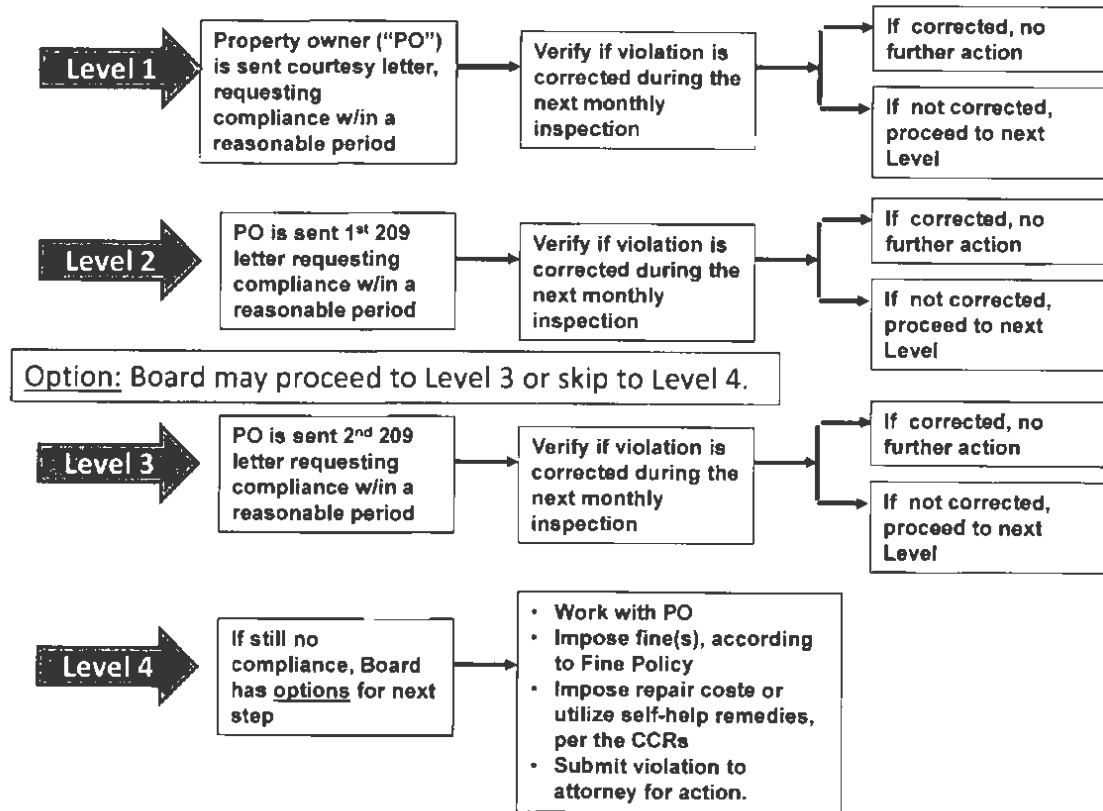 Level 1
Property owner ("PO")
is sent courtesy letter,
requesting
compliance w/in a
reasonable period
Verify if violation is
corrected during the
next monthly
inspection
If corrected, no
further action
If not corrected,
proceed to next
Level
Level 2
PO is sent 1st 209
letter requesting
compliance w/in a
reasonable period
Verify if violation is
corrected during the
next monthly
inspection
If corrected, no
further action
If not corrected,
proceed to next
Level
Option: Board may proceed to Level 3 or skip to Level 4.
Level 3
PO is sent 2nd 209
letter requesting
compliance w/in a
reasonable period
Verify if violation is
corrected during the
next monthly
inspection
If corrected, no
further action
If not corrected,
proceed to next
Level
Level 4
If still no
compliance, Board
has options for next
step
• Work with PO
• Impose fine(s), according
to Fine Policy
• Impose repair coste or
utilize self-help remedies,
per the CCRs
• Submit violation to
attorney for action.